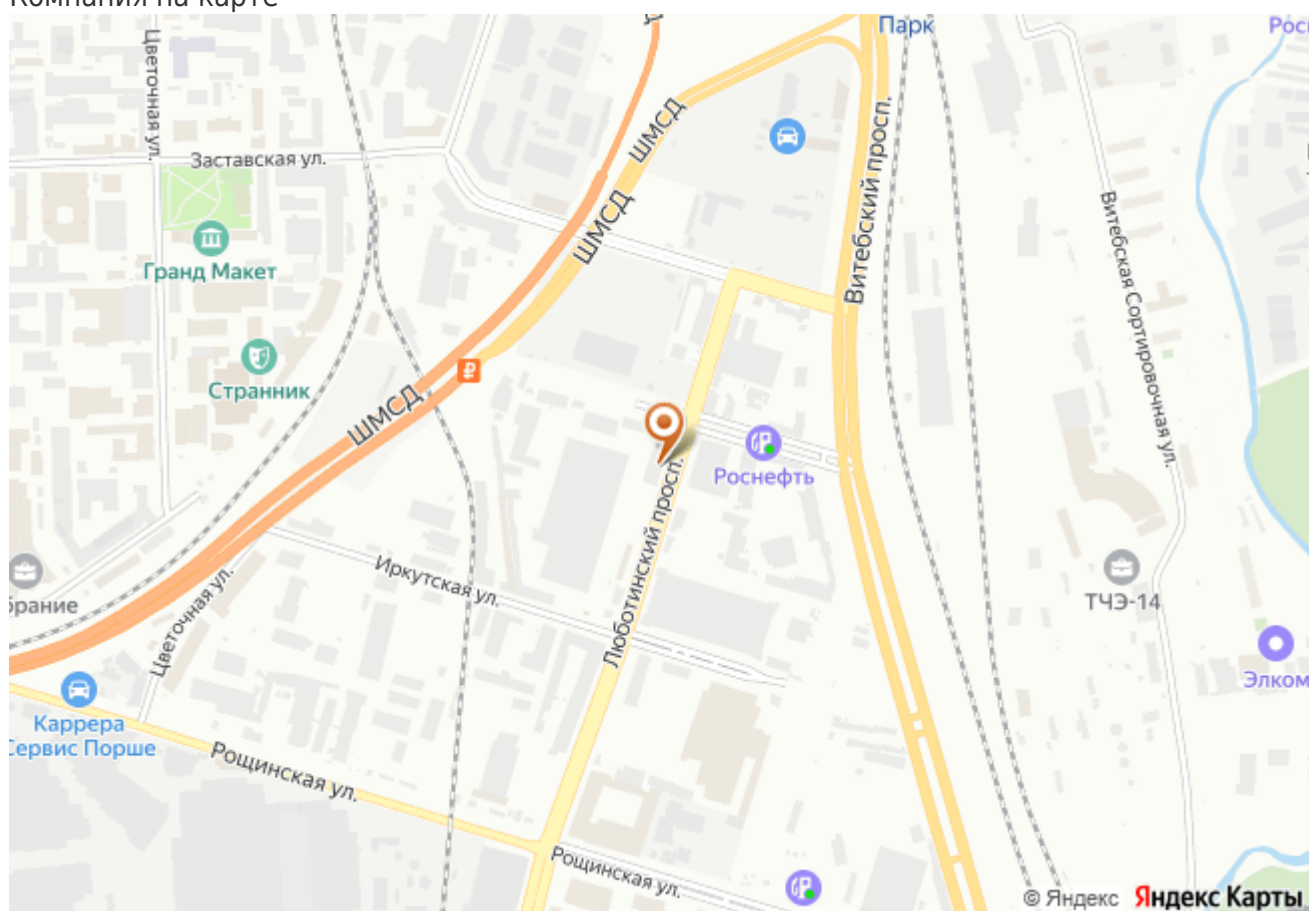 Компания на карте
Парк
Цветочная ул.
ШМСД
Витебский просп.
Заставская ул.
ШМСД
Витебская Сортировочная ул.
Гранд Макет
Странник
ШМСД
Роснефть
Люботинский просп.
Иркутская ул.
ТЧЭ-14
Цветочная ул.
Элком
Каррера
Сервис Порше
Рощинская ул.
Рощинская ул.
© Яндекс Яндекс Карты